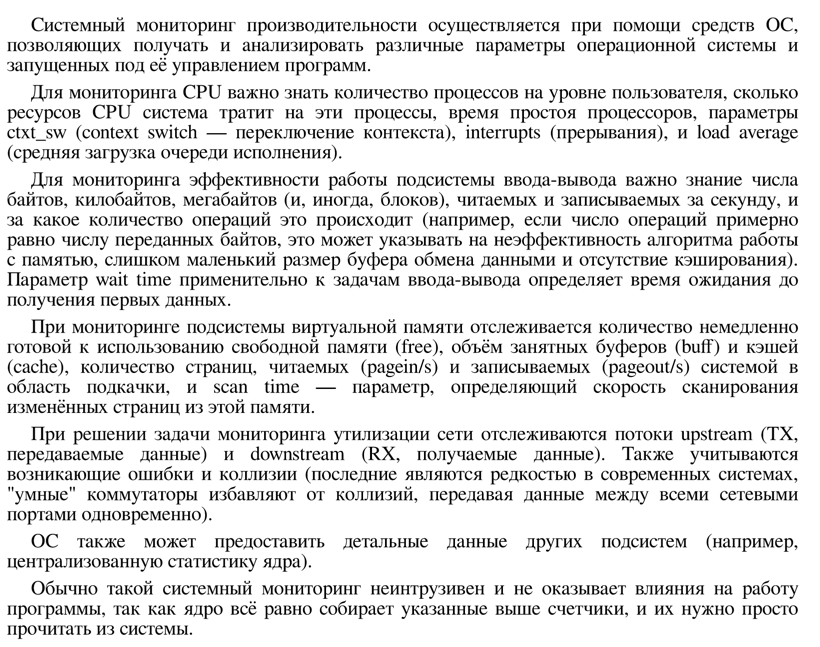 Системный мониторинг производительности осуществляется при помощи средств ОС,
позволяющих получать и анализировать различные параметры операционной системы и
запущенных под её управлением программ.
Для мониторинга CPU важно знать количество процессов на уровне пользователя, сколько
ресурсов CPU система тратит на эти процессы, время простоя процессоров, параметры
ctxt_sw (context switch — переключение контекста), interrupts (прерывания), и load average
(средняя загрузка очереди исполнения).
Для мониторинга эффективности работы подсистемы ввода-вывода важно знание числа
байтов, килобайтов, мегабайтов (и, иногда, блоков), читаемых и записываемых за секунду, и
за какое количество операций это происходит (например, если число операций примерно
равно числу переданных байтов, это может указывать на неэффективность алгоритма работы
с памятью, слишком маленький размер буфера обмена данными и отсутствие кэширования).
Параметр wait time применительно к задачам ввода-вывода определяет время ожидания до
получения первых данных.
При мониторинге подсистемы виртуальной памяти отслеживается количество немедленно
готовой к использованию свободной памяти (free), объём занятных буферов (buff) и кэшей
(cache), количество страниц, читаемых (pagein/s) и записываемых (pageout/s) системой в
область подкачки, и scan time — параметр, определяющий скорость сканирования
изменённых страниц из этой памяти.
При решении задачи мониторинга утилизации сети отслеживаются потоки upstream (TX,
передаваемые данные) и downstream (RX, получаемые данные). Также учитываются
возникающие ошибки и коллизии (последние являются редкостью в современных системах,
"умные" коммутаторы избавляют от коллизий, передавая данные между всеми сетевыми
портами одновременно).
ОС также может предоставить детальные данные других подсистем (например,
централизованную статистику ядра).
Обычно такой системный мониторинг неинтрузивен и не оказывает влияния на работу
программы, так как ядро всё равно собирает указанные выше счетчики, и их нужно просто
прочитать из системы.